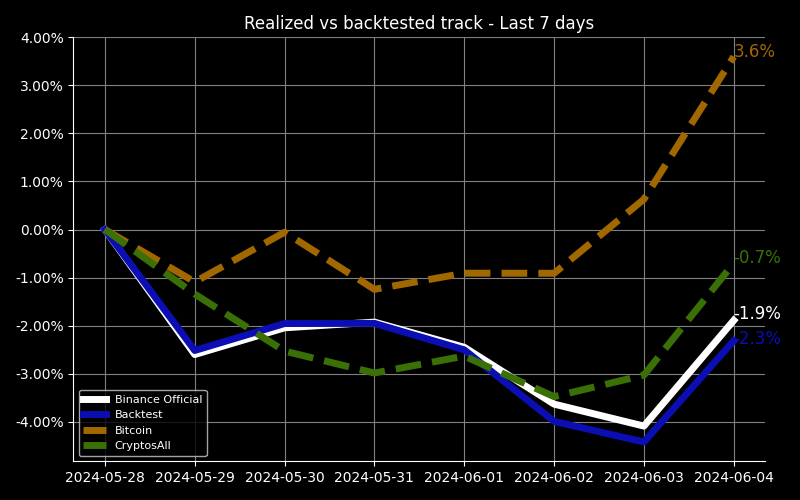 Realized vs backtested track - Last 7 days
4.00%
3.00%
2.00%
1.00%
0.00%
-1.00%
-2.00%
-3.00%
-4.00%
3.6%
-0.7%
-1.9%
-2.3%
Binance Official
Backtest
Bitcoin
CryptosAll
2024-05-28 2024-05-29 2024-05-30 2024-05-31 2024-06-01 2024-06-02 2024-06-03 2024-06-04